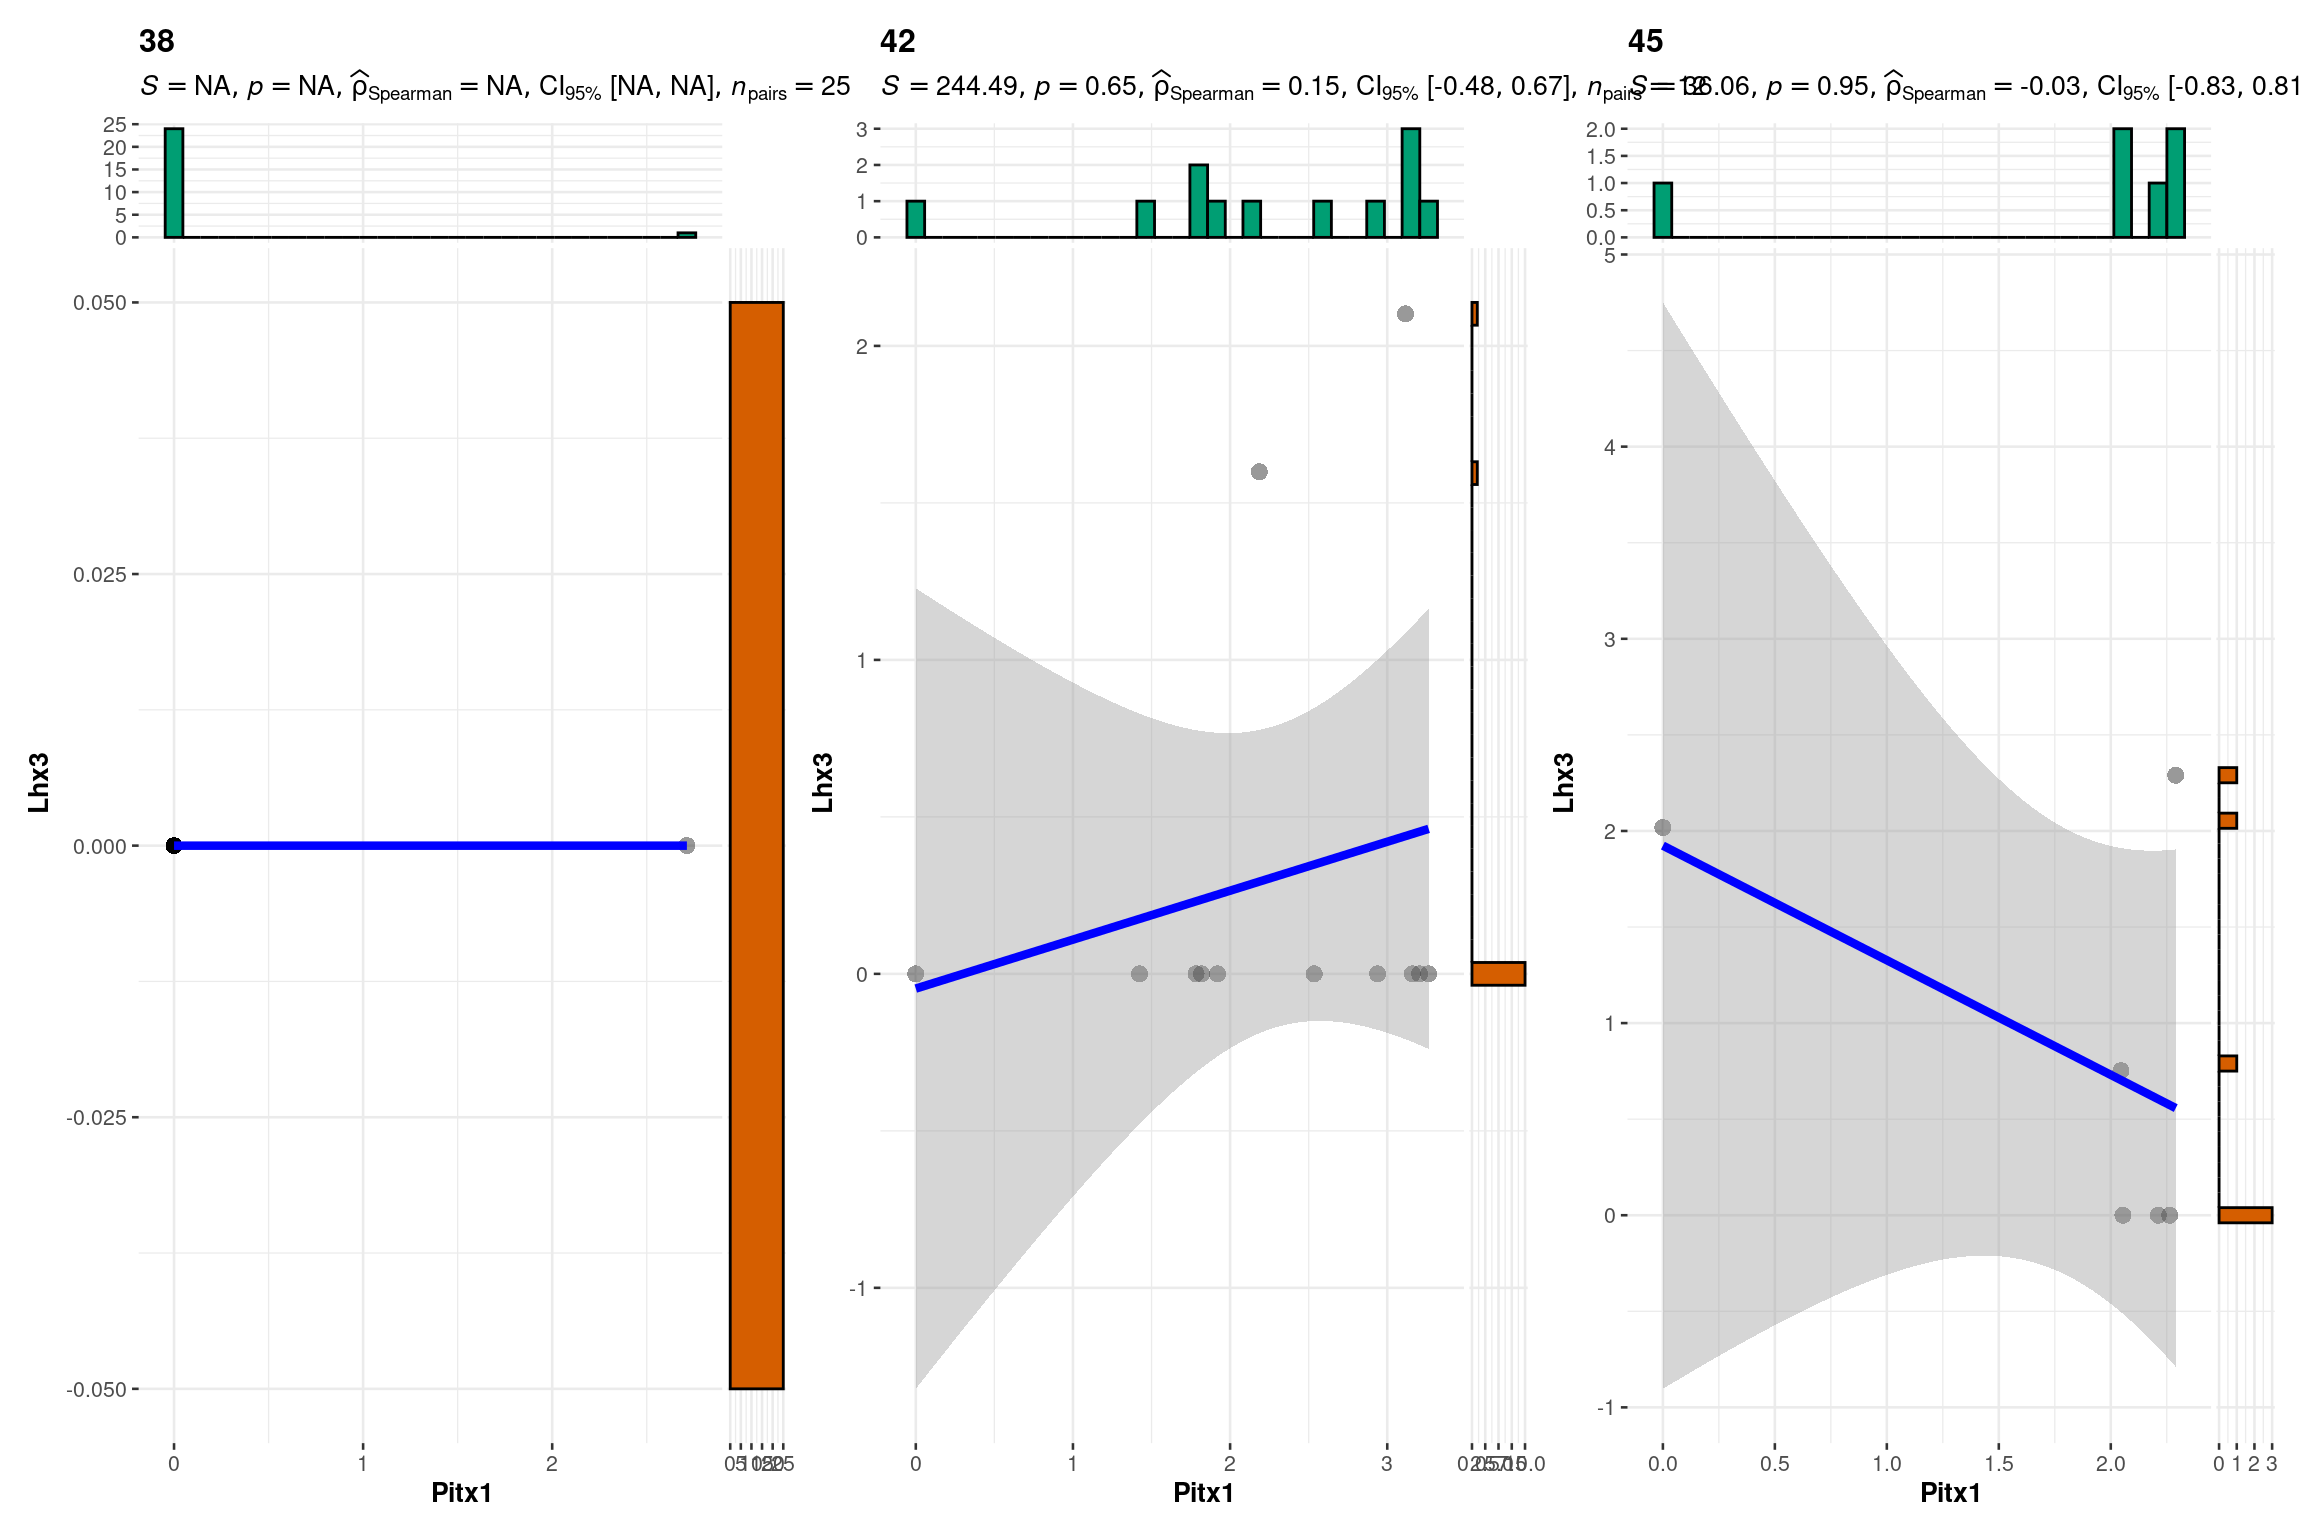 38 42 45
S = NA, p = NA, ρ̂Spearman = NA, CI95% [NA, NA], npairs = 25 S = 244.49, p = 0.65, ρ̂Spearman = 0.15, CI95% [-0.48, 0.67], npairs = 12 S = 36.06, p = 0.95, ρ̂Spearman = -0.03, CI95% [-0.83, 0.81
25 20 15 10 5 0
3 2 1 0
2.0 1.5 1.0 0.5 0.0
0.050
0.025
0.000
-0.025
-0.050
Lhx3
0 1 2
Pitx1
2
1
0
-1
Lhx3
0 1 2 3
Pitx1
5
4
3
2
1
0
-1
Lhx3
0.0 0.5 1.0 1.5 2.0
0 1 2 3
Pitx1